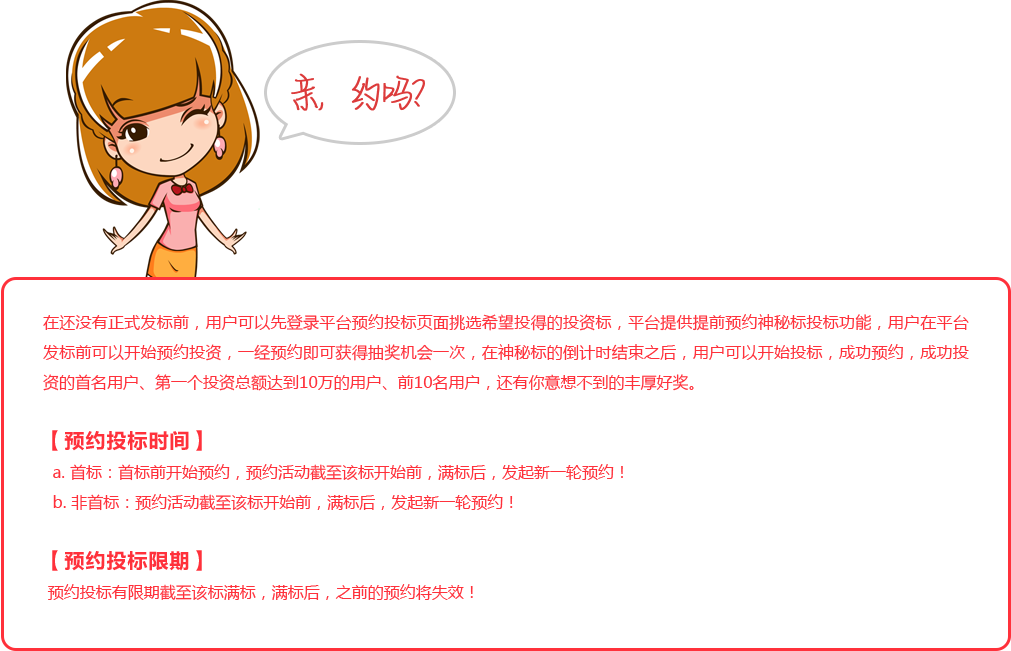 亲,约吗?
在还没有正式发标前，用户可以先登录平台预约投标页面挑选希望投得的投资标，平台提供提前预约神秘标投标功能，用户在平台
发标前可以开始预约投资，一经预约即可获得抽奖机会一次，在神秘标的倒计时结束之后，用户可以开始投标，成功预约，成功投
资的首名用户、第一个投资总额达到10万的用户、前10名用户，还有你意想不到的丰厚好奖。
【预约投标时间】
a. 首标：首标前开始预约，预约活动截至该标开始前，满标后，发起新一轮预约！
b. 非首标：预约活动截至该标开始前，满标后，发起新一轮预约！
【预约投标限期】
预约投标有限期截至该标满标，满标后，之前的预约将失效！